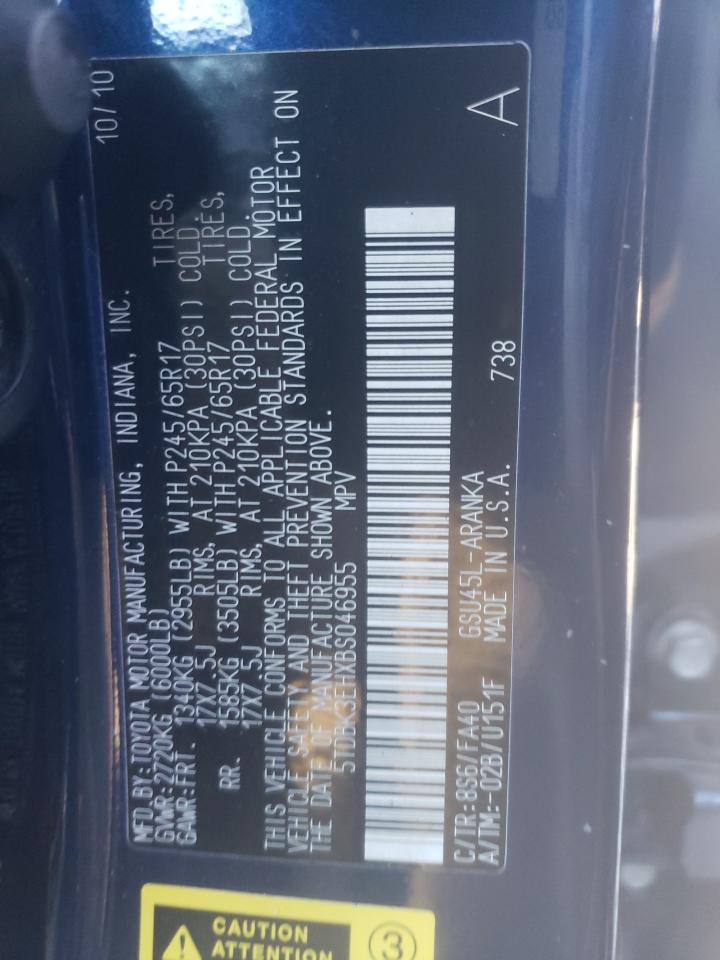 MFD.BY:TOYOTA MOTOR MANUFACTURING, INDIANA, INC. 10/10
GVWR:2720KG (6000LB)
GAWR:FRT. 1340KG (2955LB) WITH P245/65R17 TIRES,
17X7.5J RIMS, AT 210KPA (30PSI) COLD.
RR. 1585KG (3505LB) WITH P245/65R17 TIRES,
17X7.5J RIMS, AT 210KPA (30PSI) COLD.
THIS VEHICLE CONFORMS TO ALL APPLICABLE FEDERAL MOTOR
VEHICLE SAFETY AND THEFT PREVENTION STANDARDS IN EFFECT ON
THE DATE OF MANUFACTURE SHOWN ABOVE.
5TDBK3EHXBS046955 MPV
C/TR:8S6/FA40 GSU45L-ARANKA
A/TM:-02B/U151F MADE IN U.S.A. 738 A
CAUTION
ATTENTION
3